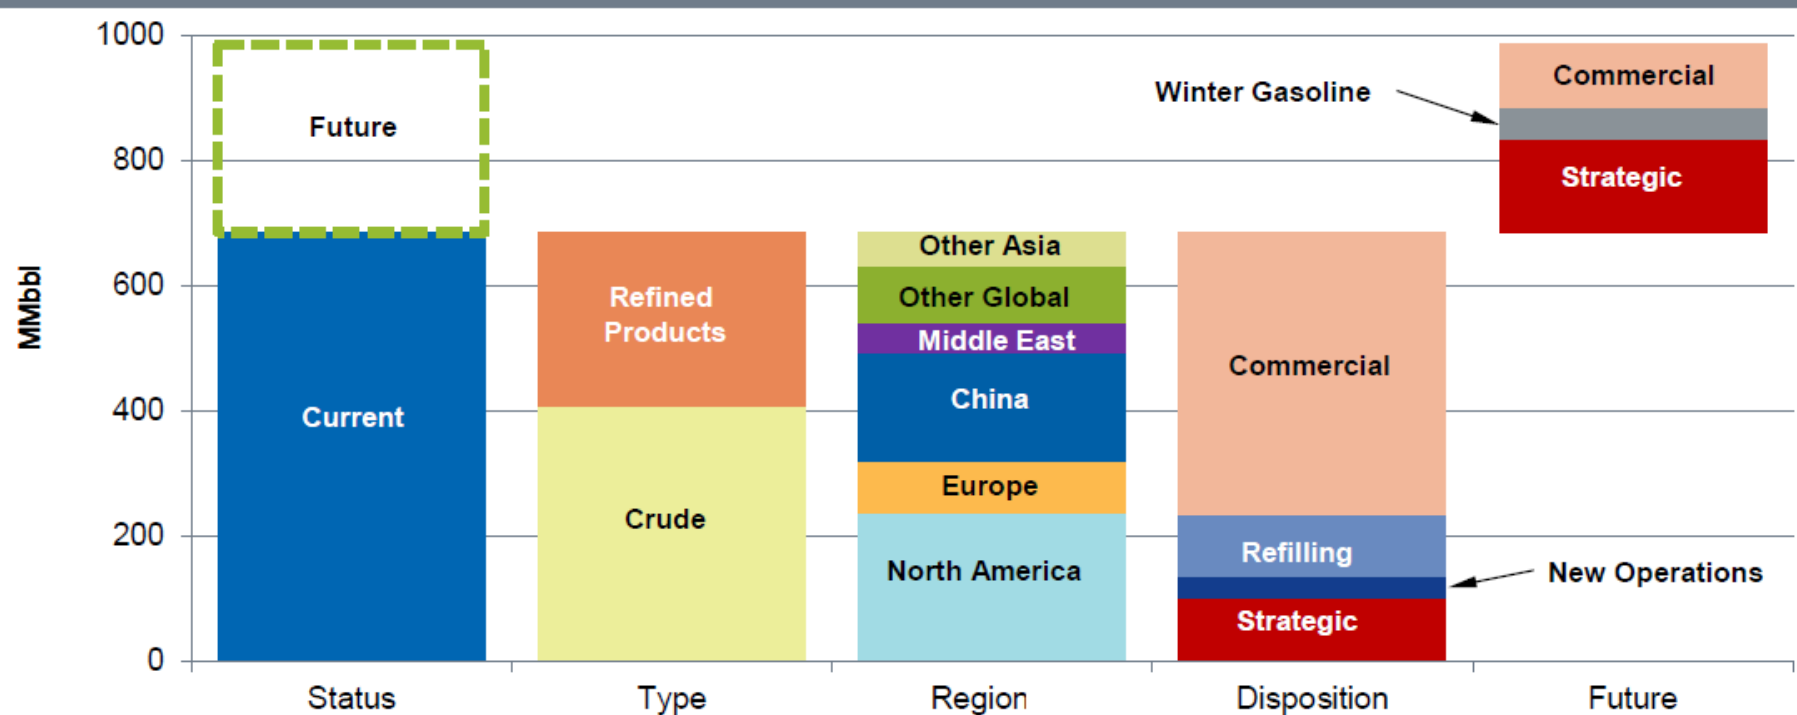 1000
800
600
400
200
0
MMbbl
Future
Current
Refined
Products
Crude
Other Asia
Other Global
Middle East
China
Europe
North America
Commercial
Refilling
New Operations
Strategic
Winter Gasoline
Commercial
Strategic
Status
Type
Region
Disposition
Future